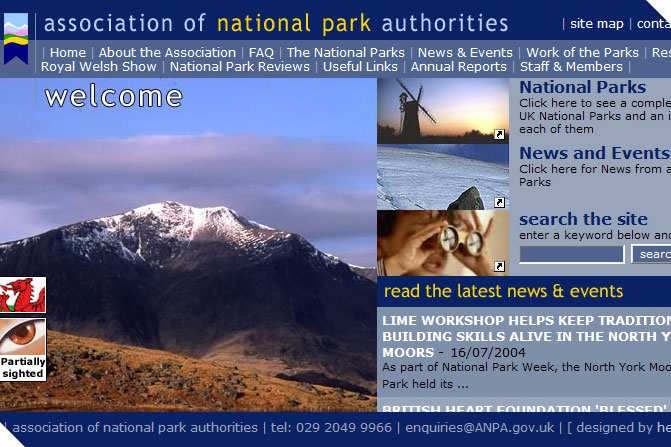 association of national park authorities
| site map | conta
| Home | About the Association | FAQ | The National Parks | News & Events | Work of the Parks | Res
Royal Welsh Show | National Park Reviews | Useful Links | Annual Reports | Staff & Members |
welcome
National Parks
Click here to see a comple
UK National Parks and an i
each of them
News and Events
Click here for News from a
Parks
search the site
enter a keyword below and
searc
Partially
sighted
read the latest news & events
LIME WORKSHOP HELPS KEEP TRADITION
BUILDING SKILLS ALIVE IN THE NORTH Y
MOORS - 16/07/2004
As part of National Park Week, the North York Moo
Park held its ...
BRITISH HEART FOUNDATION 'BLESSED'
| association of national park authorities | tel: 029 2049 9966 | enquiries@ANPA.gov.uk | [ designed by he